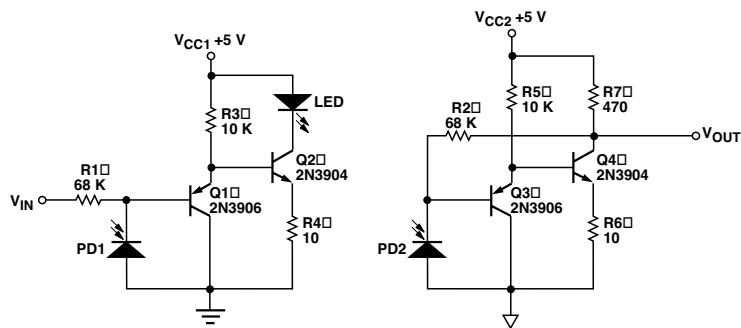 VCC1 +5 V
LED
R3□
10 K
R1□
68 K
VIN
Q1□
2N3906
Q2□
2N3904
R4□
10
PD1
VCC2 +5 V
R5□
10 K
R7□
470
R2□
68 K
VOUT
Q3□
2N3906
Q4□
2N3904
R6□
10
PD2